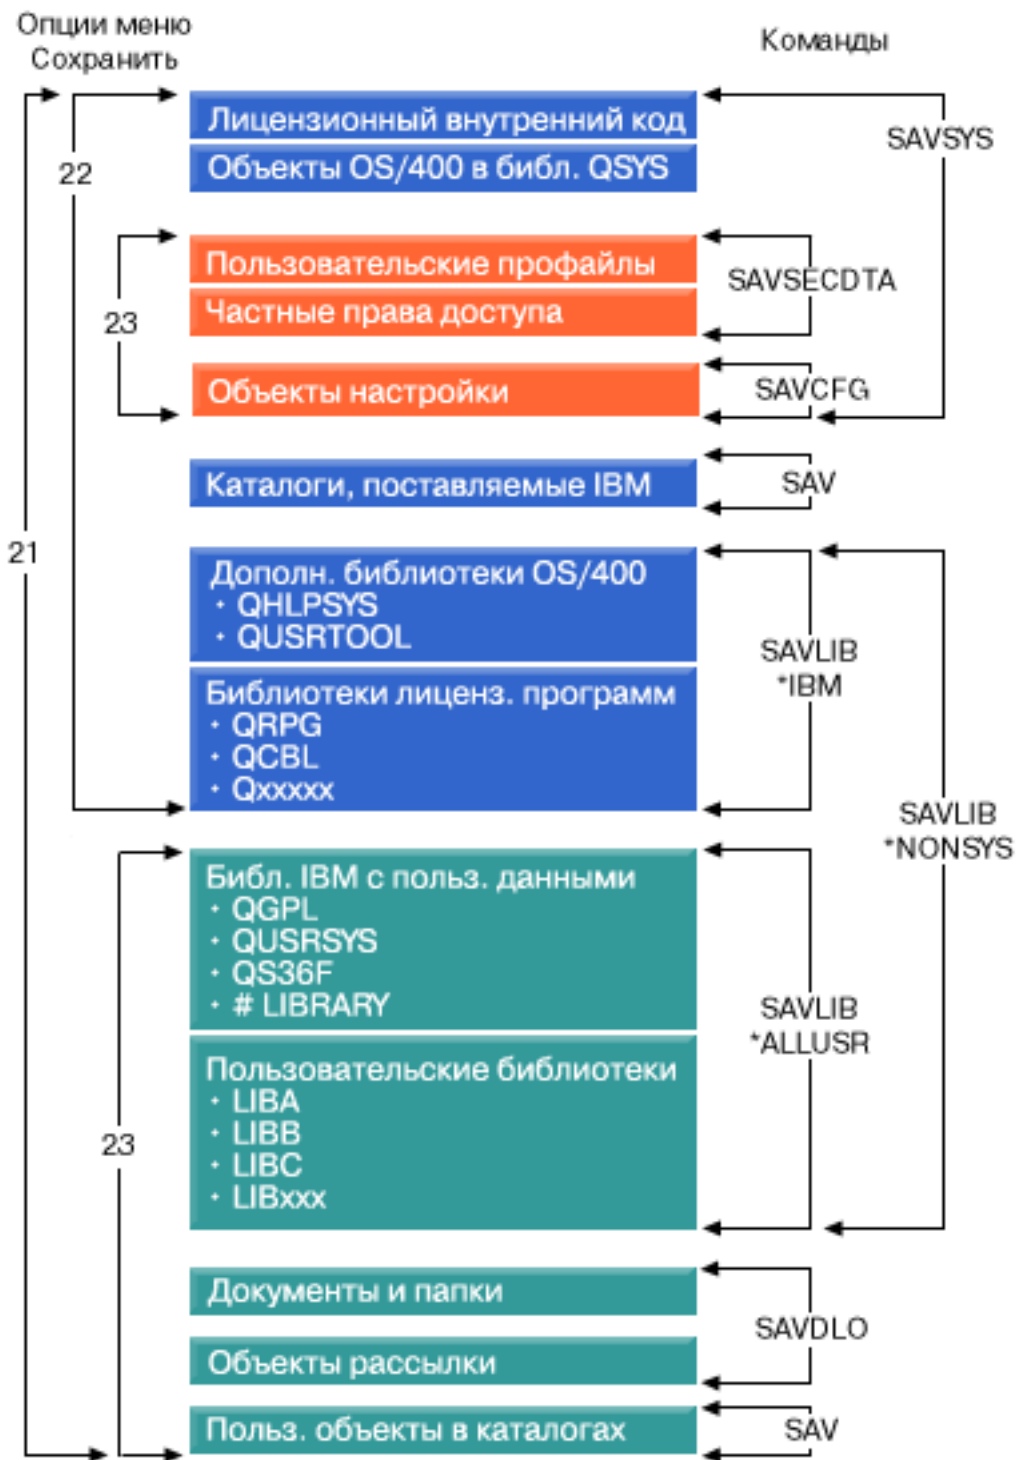 Опции меню
Сохранить
Команды
Лицензионный внутренний код
SAVSYS
22
Объекты OS/400 в библ. QSYS
Пользовательские профайлы
SAVSECDTA
23
Частные права доступа
Объекты настройки
SAVCFG
Каталоги, поставляемые IBM
SAV
21
Дополн. библиотеки OS/400
• QHLPSYS
• QUSRTOOL
SAVLIB
*IBM
Библиотеки лиценз. программ
• QRPG
• QCBL
• Qxxxxx
SAVLIB
*NONSYS
Библ. IBM с польз. данными
• QGPL
• QUSRSYS
• QS36F
• # LIBRARY
SAVLIB
*ALLUSR
Пользовательские библиотеки
• LIBA
• LIBB
• LIBC
• LIBxxx
23
Документы и папки
SAVDLO
Объекты рассылки
Польз. объекты в каталогах
SAV